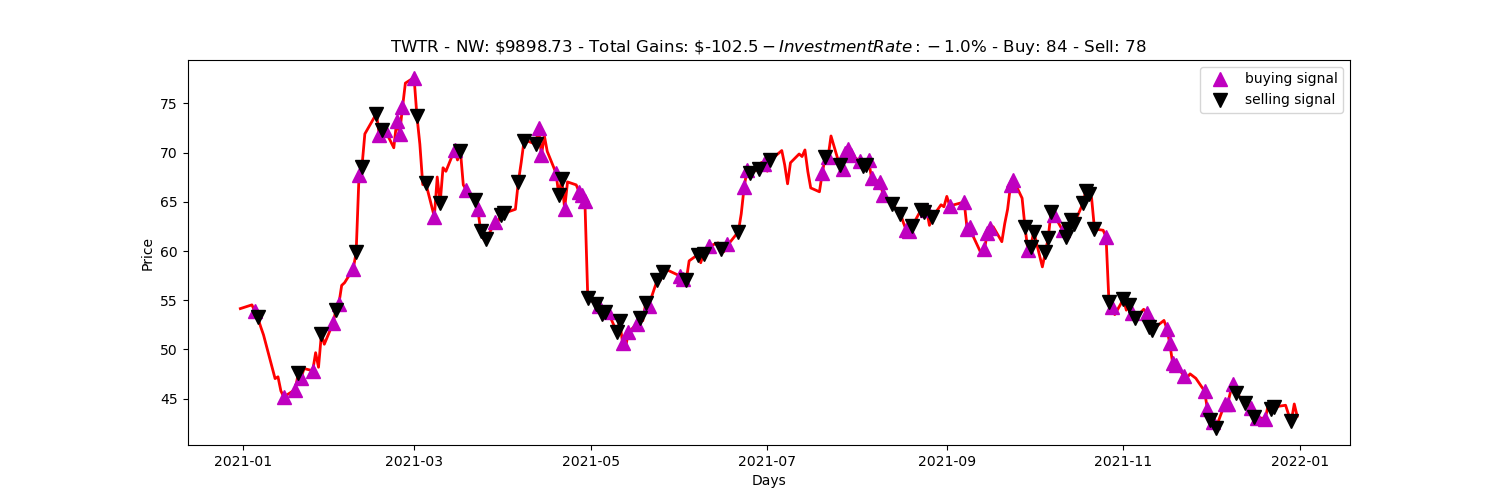 TWTR - NW: $9898.73 - Total Gains: $-102.5 − InvestmentRate : −1.0% - Buy: 84 - Sell: 78
buying signal
selling signal
Price
75
70
65
60
55
50
45
2021-01 2021-03 2021-05 2021-07 2021-09 2021-11 2022-01
Days